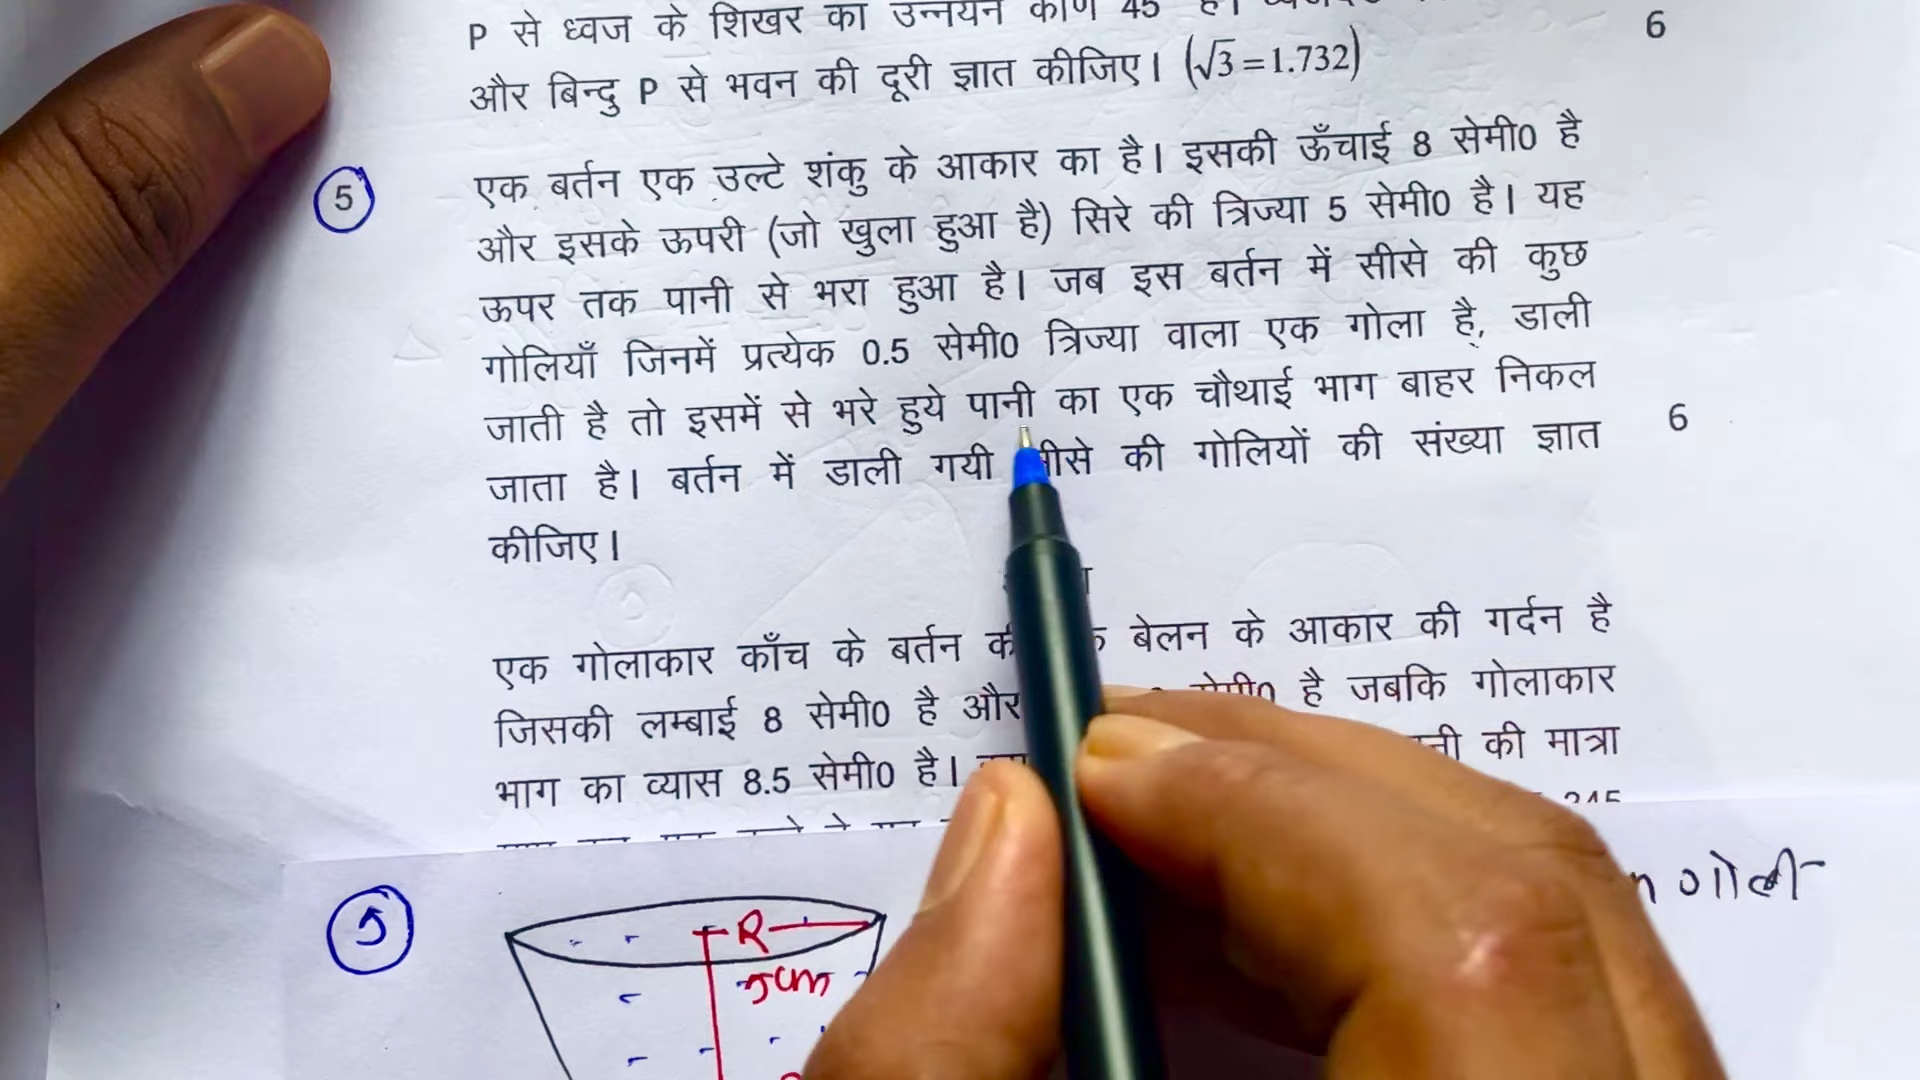 P से ध्वज के शिखर का उन्नयन कोण 45° है।
6
और बिन्दु P से भवन की दूरी ज्ञात कीजिए। (√3=1.732)
5
एक बर्तन एक उल्टे शंकु के आकार का है। इसकी ऊँचाई 8 सेमी0 है
और इसके ऊपरी (जो खुला हुआ है) सिरे की त्रिज्या 5 सेमी0 है। यह
ऊपर तक पानी से भरा हुआ है। जब इस बर्तन में सीसे की कुछ
गोलियाँ जिनमें प्रत्येक 0.5 सेमी0 त्रिज्या वाला एक गोला है, डाली
जाती है तो इसमें से भरे हुये पानी का एक चौथाई भाग बाहर निकल
6
जाता है। बर्तन में डाली गयी सीसे की गोलियों की संख्या ज्ञात
कीजिए।
एक गोलाकार काँच के बर्तन की बेलन के आकार की गर्दन है
जिसकी लम्बाई 8 सेमी0 है और सेमी0 है जबकि गोलाकार
भाग का व्यास 8.5 सेमी0 है। की मात्रा
345
5
R
5cm
गोली